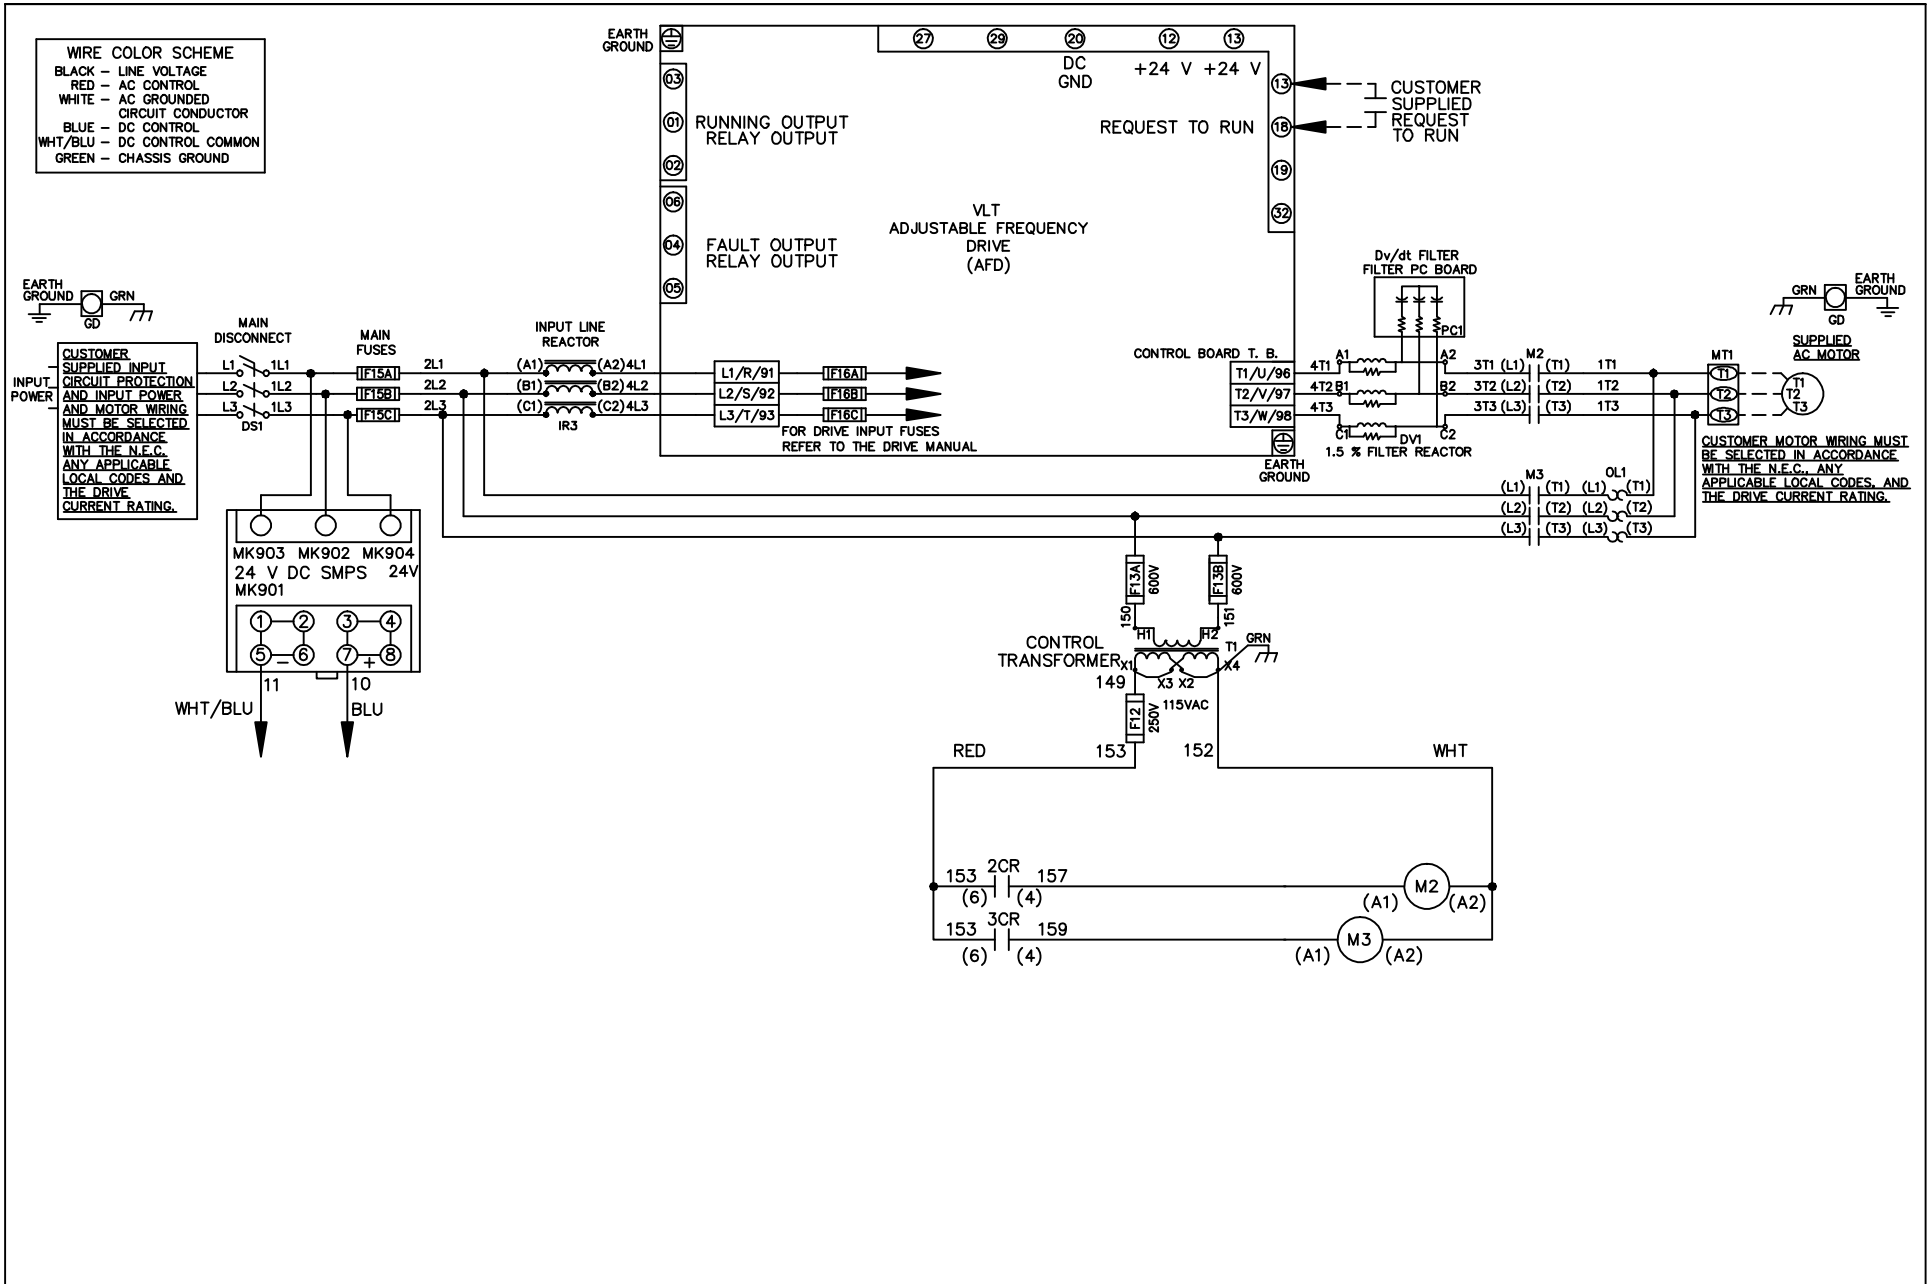 WIRE COLOR SCHEME
BLACK – LINE VOLTAGE
RED – AC CONTROL
WHITE – AC GROUNDED
CIRCUIT CONDUCTOR
BLUE – DC CONTROL
WHT/BLU – DC CONTROL COMMON
GREEN – CHASSIS GROUND
EARTH
GROUND
03
01
02
06
04
05
RUNNING OUTPUT
RELAY OUTPUT
FAULT OUTPUT
RELAY OUTPUT
27
29
20
12
13
DC
GND
+24 V
+24 V
13
18
19
32
REQUEST TO RUN
CUSTOMER
SUPPLIED
REQUEST
TO RUN
VLT
ADJUSTABLE FREQUENCY
DRIVE
(AFD)
EARTH
GROUND
GRN
GD
INPUT
POWER
CUSTOMER
SUPPLIED INPUT
CIRCUIT PROTECTION
AND INPUT POWER
AND MOTOR WIRING
MUST BE SELECTED
IN ACCORDANCE
WITH THE N.E.C.
ANY APPLICABLE
LOCAL CODES AND
THE DRIVE
CURRENT RATING.
MAIN
DISCONNECT
L1 1L1
L2 1L2
L3 1L3
DS1
MAIN
FUSES
F15A
F15B
F15C
2L1
2L2
2L3
INPUT LINE
REACTOR
(A1) (A2) 4L1
(B1) (B2) 4L2
(C1) (C2) 4L3
IR3
L1/R/91
L2/S/92
L3/T/93
F16A
F16B
F16C
FOR DRIVE INPUT FUSES
REFER TO THE DRIVE MANUAL
CONTROL BOARD T. B.
T1/U/96
T2/V/97
T3/W/98
EARTH
GROUND
Dv/dt FILTER
FILTER PC BOARD
PC1
4T1 A1 A2
4T2 B1 B2
4T3 C1 C2
DV1
1.5 % FILTER REACTOR
M2
3T1 (L1) (T1) 1T1
3T2 (L2) (T2) 1T2
3T3 (L3) (T3) 1T3
M3
OL1
(L1) (T1) (L1) (T1)
(L2) (T2) (L2) (T2)
(L3) (T3) (L3) (T3)
GRN
GD
EARTH
GROUND
SUPPLIED
AC MOTOR
MT1
T1
T2
T3
T1
T2
T3
CUSTOMER MOTOR WIRING MUST
BE SELECTED IN ACCORDANCE
WITH THE N.E.C., ANY
APPLICABLE LOCAL CODES, AND
THE DRIVE CURRENT RATING.
MK903 MK902 MK904
24 V DC SMPS 24V
MK901
1 2 3 4
5 – 6 7 + 8
11
10
WHT/BLU
BLU
F13A
600V
F13B
600V
150
151
H1
H2
CONTROL
TRANSFORMER
T1
GRN
X1
X3 X2
X4
149
115VAC
F12
250V
RED
153
152
WHT
153 2CR 157
(6) (4)
M2
(A1) (A2)
153 3CR 159
(6) (4)
M3
(A1) (A2)